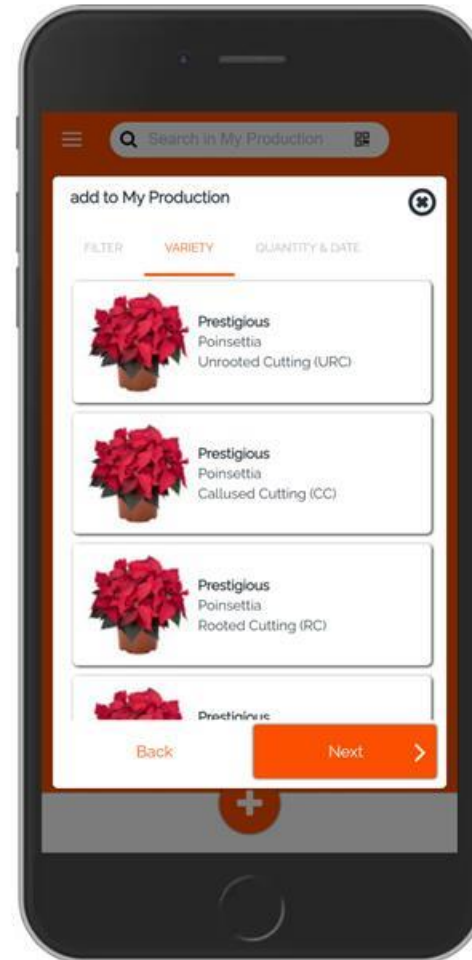 Search in My Production
add to My Production
FILTER VARIETY QUANTITY & DATE
Prestigious
Poinsettia
Unrooted Cutting (URC)
Prestigious
Poinsettia
Callused Cutting (CC)
Prestigious
Poinsettia
Rooted Cutting (RC)
Prestigious
Back Next